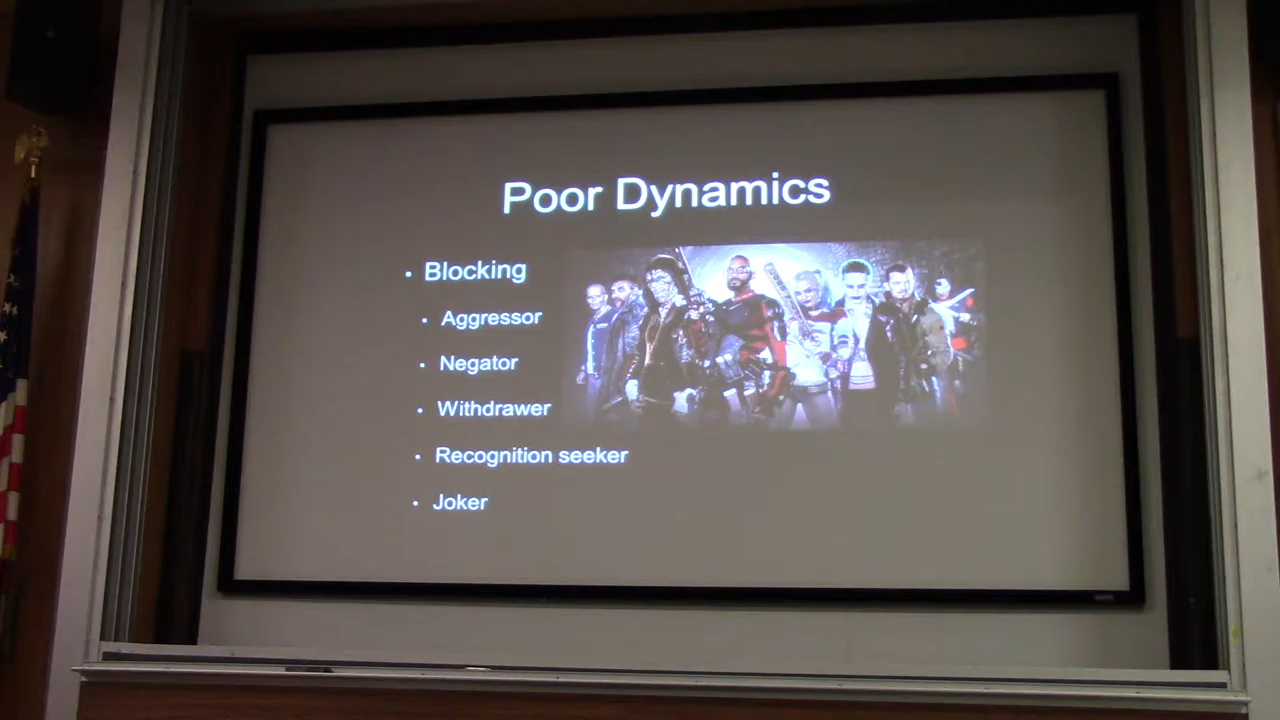 Poor Dynamics
• Blocking
• Aggressor
• Negator
• Withdrawer
• Recognition seeker
• Joker